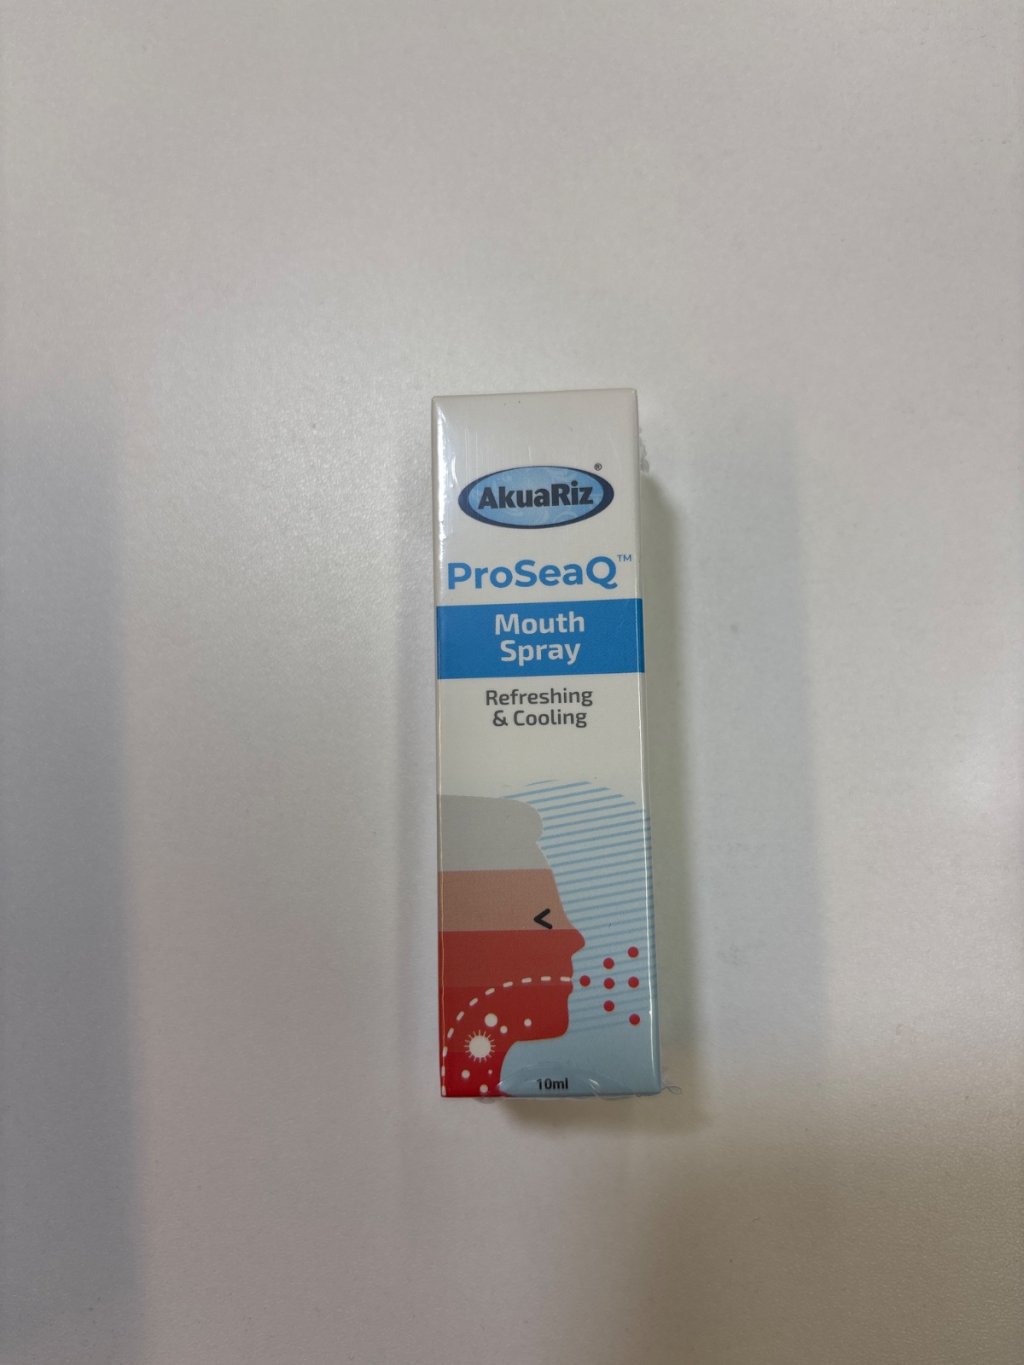 AkuaRiz®
ProSeaQ™
Mouth
Spray
Refreshing
& Cooling
10ml